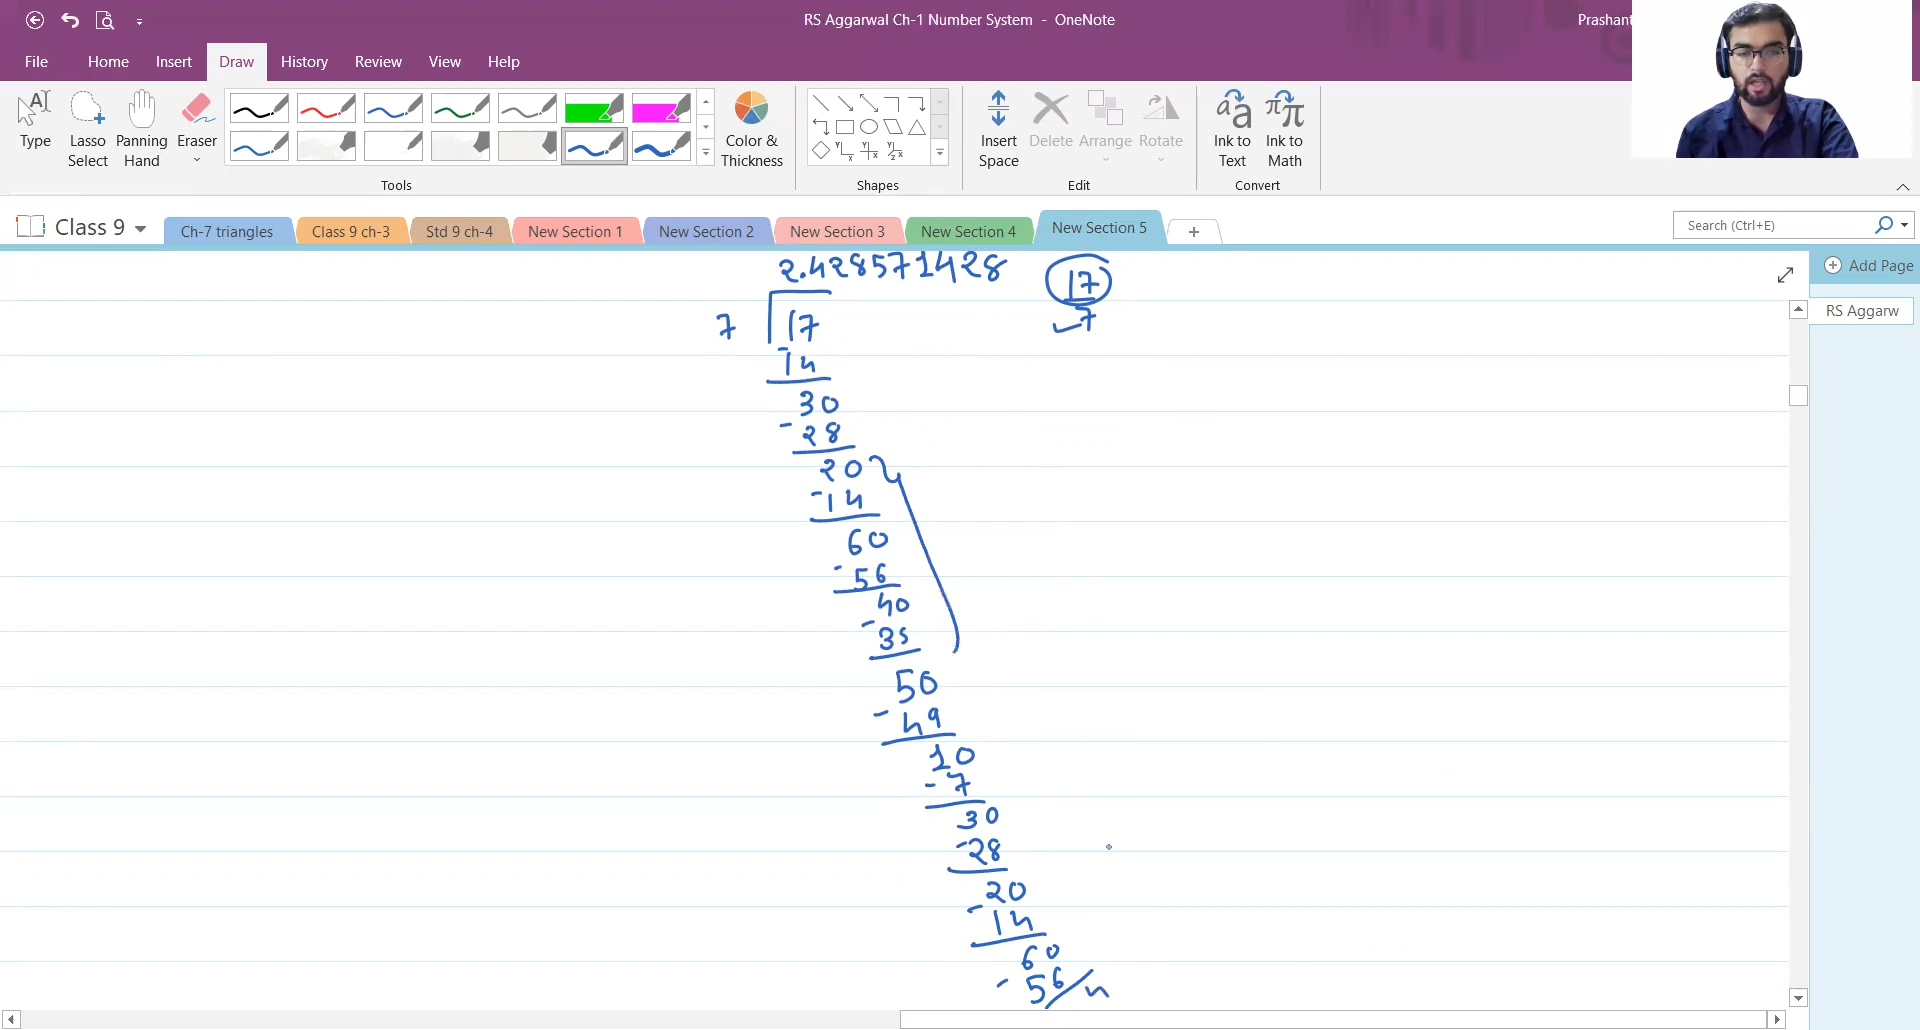 RS Aggarwal Ch-1 Number System - OneNote
Prashant
File Home Insert Draw History Review View Help
Type
Lasso Select
Panning Hand
Eraser
Color & Thickness
Insert Space
Delete
Arrange
Rotate
Ink to Text
Ink to Math
Tools
Shapes
Edit
Convert
Class 9
Ch-7 triangles
Class 9 ch-3
Std 9 ch-4
New Section 1
New Section 2
New Section 3
New Section 4
New Section 5
+
Search (Ctrl+E)
Add Page
RS Aggarw
2.428571428
17
7
7 17
-14
30
-28
20
-14
60
-56
40
-35
50
-49
10
-7
30
-28
20
-14
60
-56
4